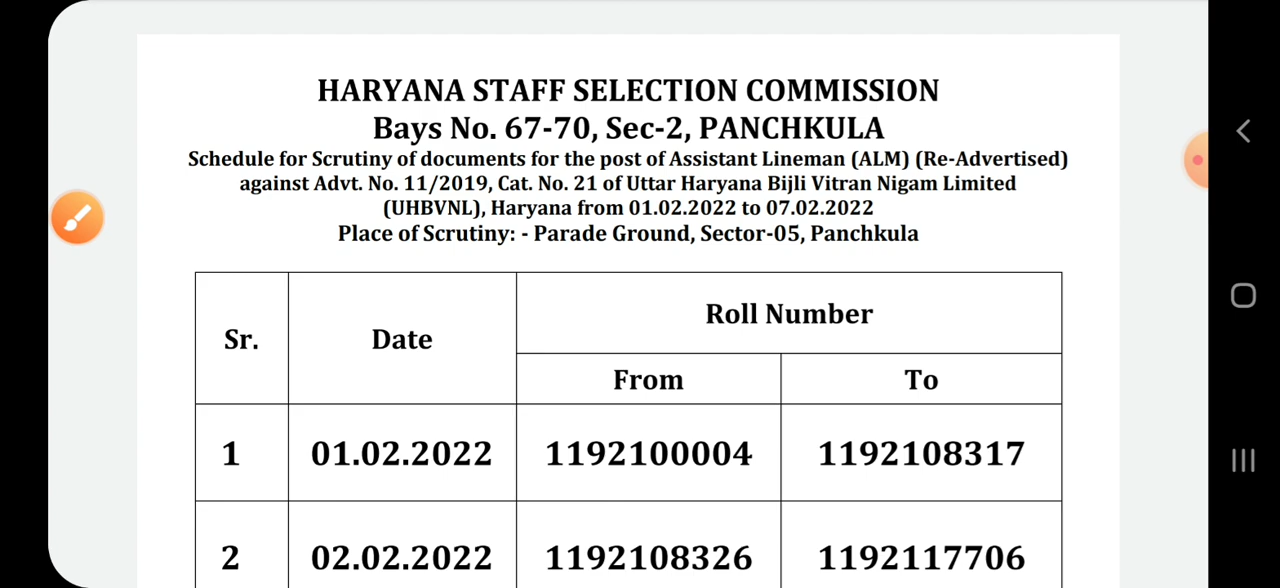 HARYANA STAFF SELECTION COMMISSION
Bays No. 67-70, Sec-2, PANCHKULA
Schedule for Scrutiny of documents for the post of Assistant Lineman (ALM) (Re-Advertised)
against Advt. No. 11/2019, Cat. No. 21 of Uttar Haryana Bijli Vitran Nigam Limited
(UHBVNL), Haryana from 01.02.2022 to 07.02.2022
Place of Scrutiny: - Parade Ground, Sector-05, Panchkula
Sr. Date Roll Number
From To
1 01.02.2022 1192100004 1192108317
2 02.02.2022 1192108326 1192117706